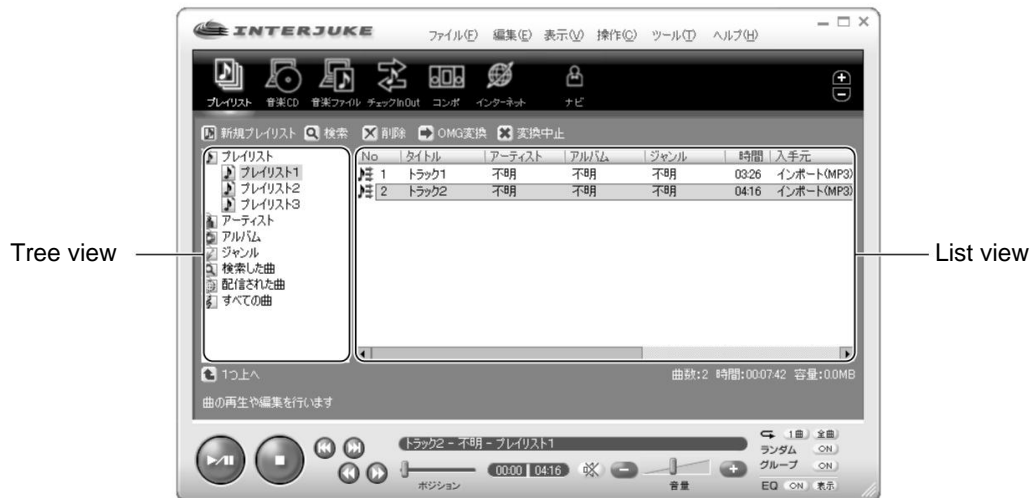 INTERJUKE
ファイル(F) 編集(E) 表示(V) 操作(C) ツール(T) ヘルプ(H)
プレイリスト 音楽CD 音楽ファイル チェックIn Out コンポ インターネット ナビ
新規プレイリスト 検索 削除 OMG変換 変換中止
プレイリスト
プレイリスト1
プレイリスト2
プレイリスト3
アーティスト
アルバム
ジャンル
検索した曲
配信された曲
すべての曲
No タイトル アーティスト アルバム ジャンル 時間 入手元
1 トラック1 不明 不明 不明 03:26 インポート(MP3)
2 トラック2 不明 不明 不明 04:16 インポート(MP3)
Tree view
List view
1つ上へ
曲数:2 時間:00:07:42 容量:0.0MB
曲の再生や編集を行います
トラック2 - 不明 - プレイリスト1
00:00 04:16
ポジション
音量
1曲 全曲
ランダム ON
グループ ON
EQ ON 表示